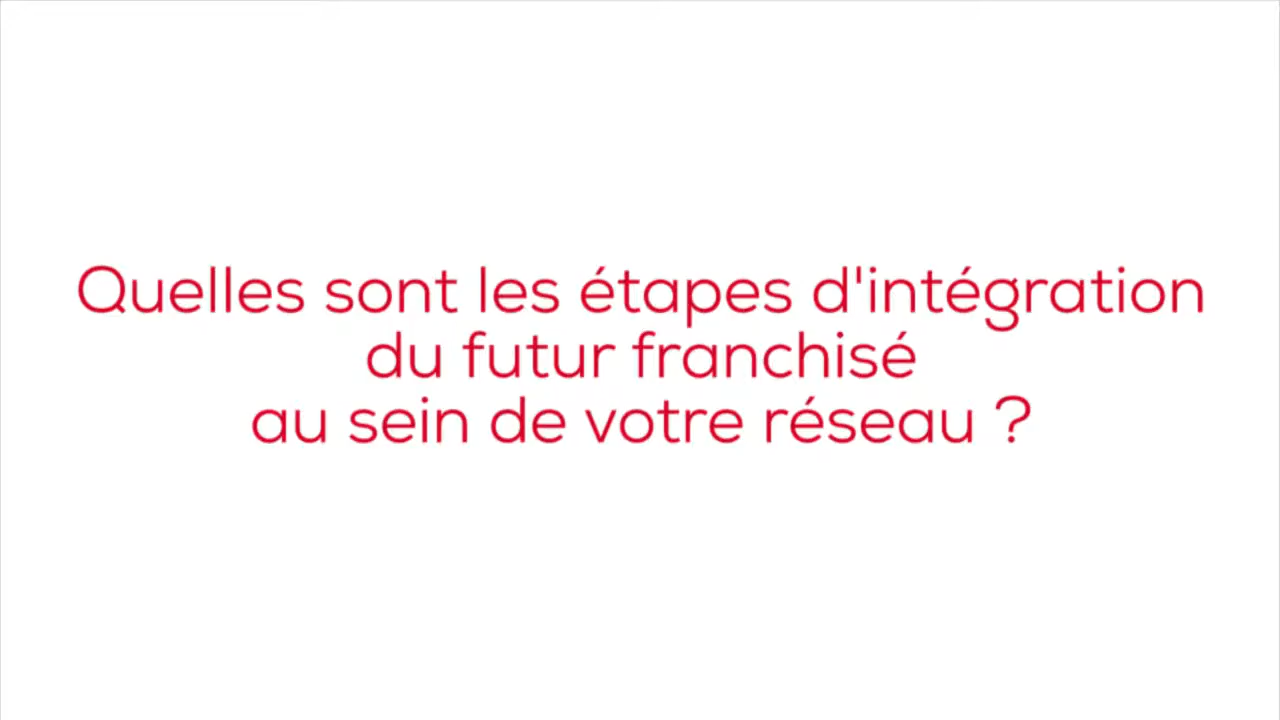 Quelles sont les étapes d'intégration
du futur franchisé
au sein de votre réseau ?